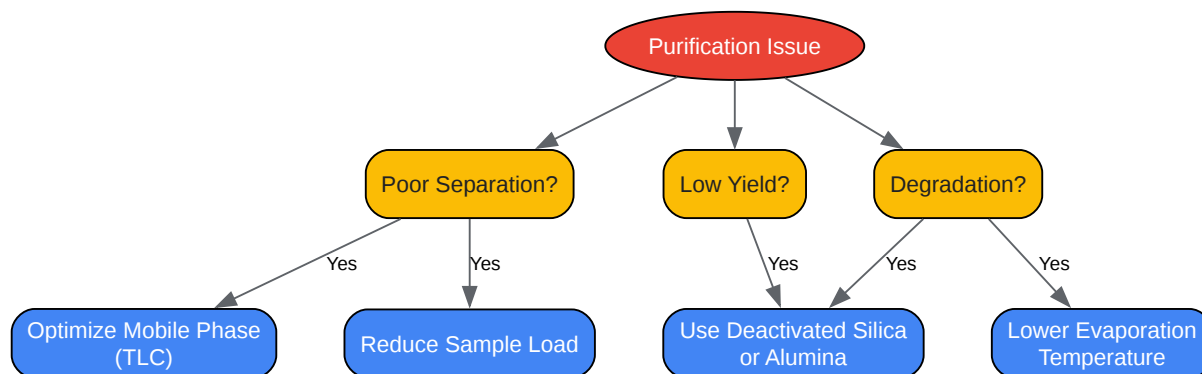 Purification Issue
Poor Separation?
Low Yield?
Degradation?
Yes
Yes
Yes
Yes
Yes
Optimize Mobile Phase
(TLC)
Reduce Sample Load
Use Deactivated Silica
or Alumina
Lower Evaporation
Temperature